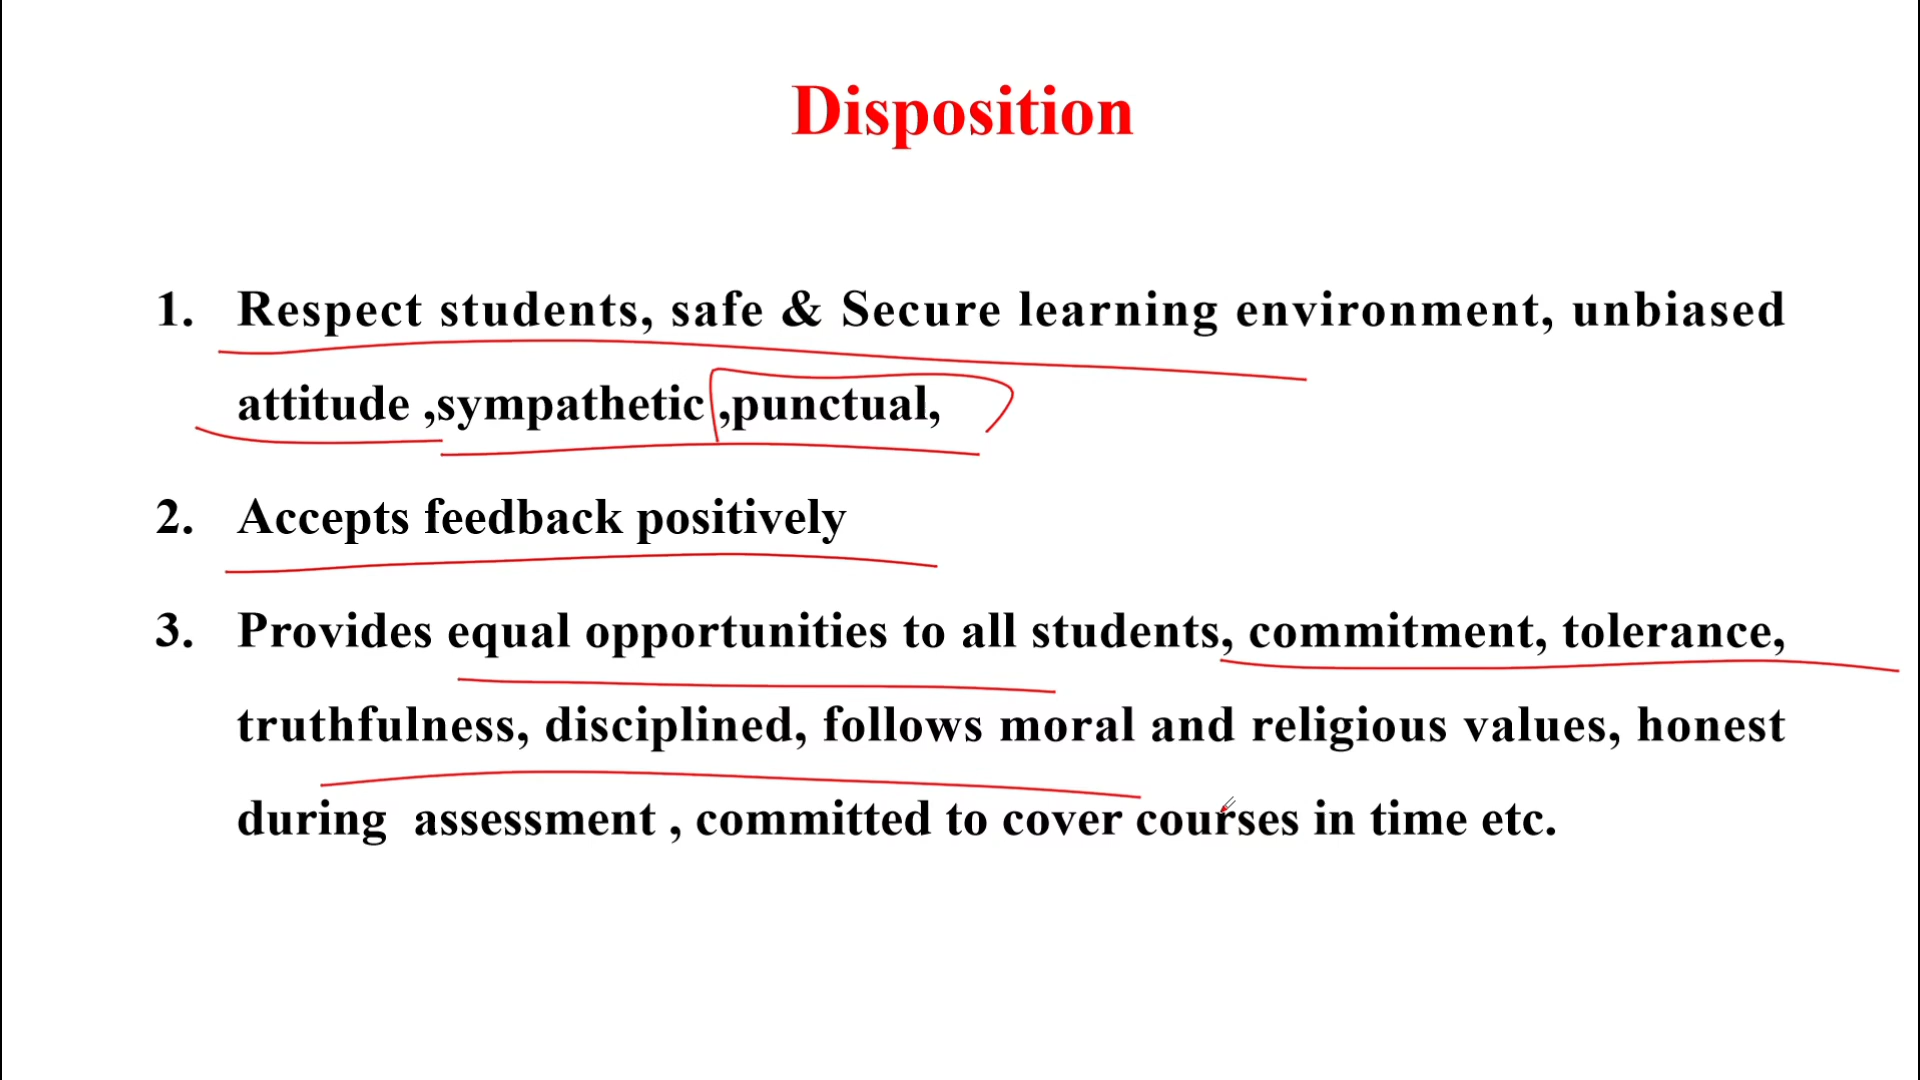 Disposition
1. Respect students, safe & Secure learning environment, unbiased
attitude ,sympathetic ,punctual,
2. Accepts feedback positively
3. Provides equal opportunities to all students, commitment, tolerance,
truthfulness, disciplined, follows moral and religious values, honest
during assessment , committed to cover courses in time etc.